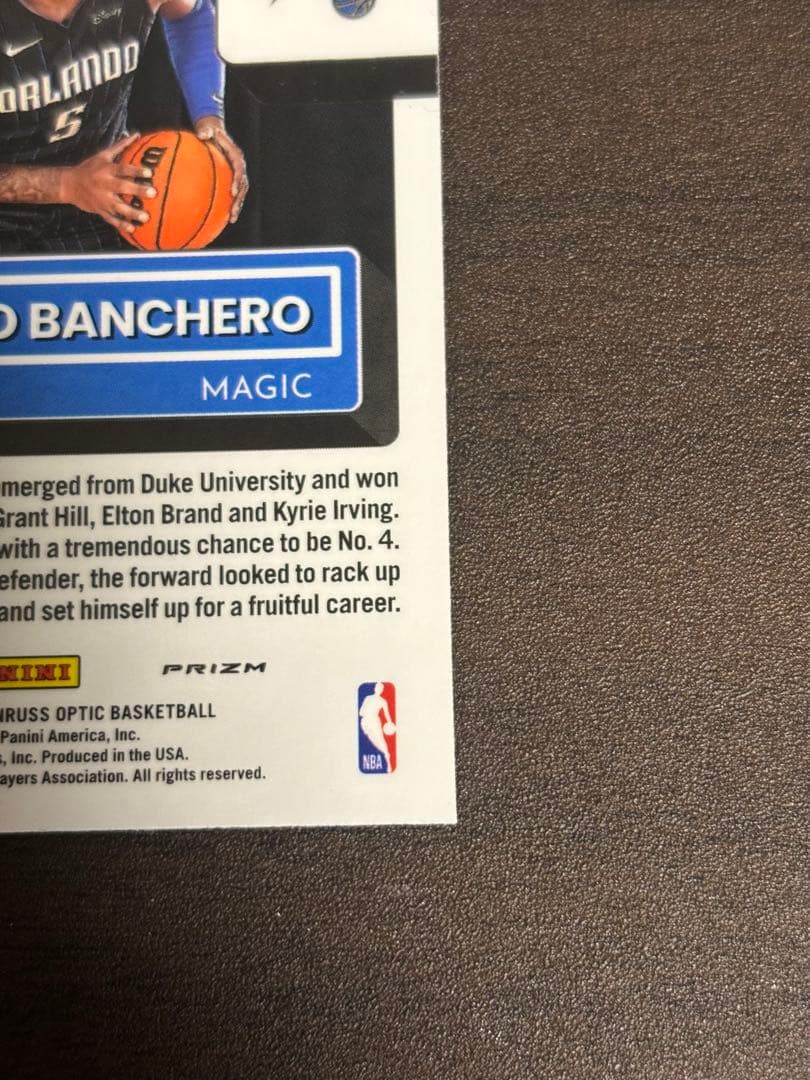 Disney
ORLANDO
5
BANCHERO
MAGIC
merged from Duke University and won
Grant Hill, Elton Brand and Kyrie Irving.
with a tremendous chance to be No. 4.
efender, the forward looked to rack up
and set himself up for a fruitful career.
NINI PRIZM
NRUSS OPTIC BASKETBALL
Panini America, Inc.
s, Inc. Produced in the USA.
ayers Association. All rights reserved.
NBA